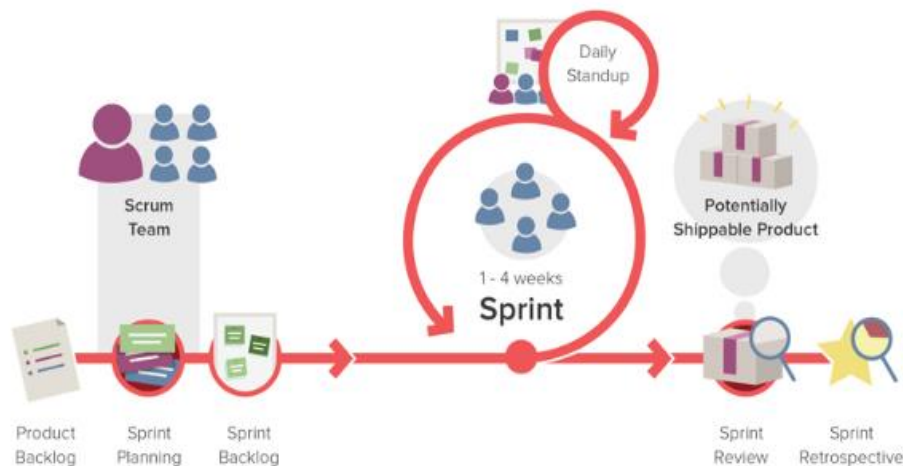 Daily
Standup
Scrum
Team
Potentially
Shippable Product
1 - 4 weeks
Sprint
Product
Backlog
Sprint
Planning
Sprint
Backlog
Sprint
Review
Sprint
Retrospective